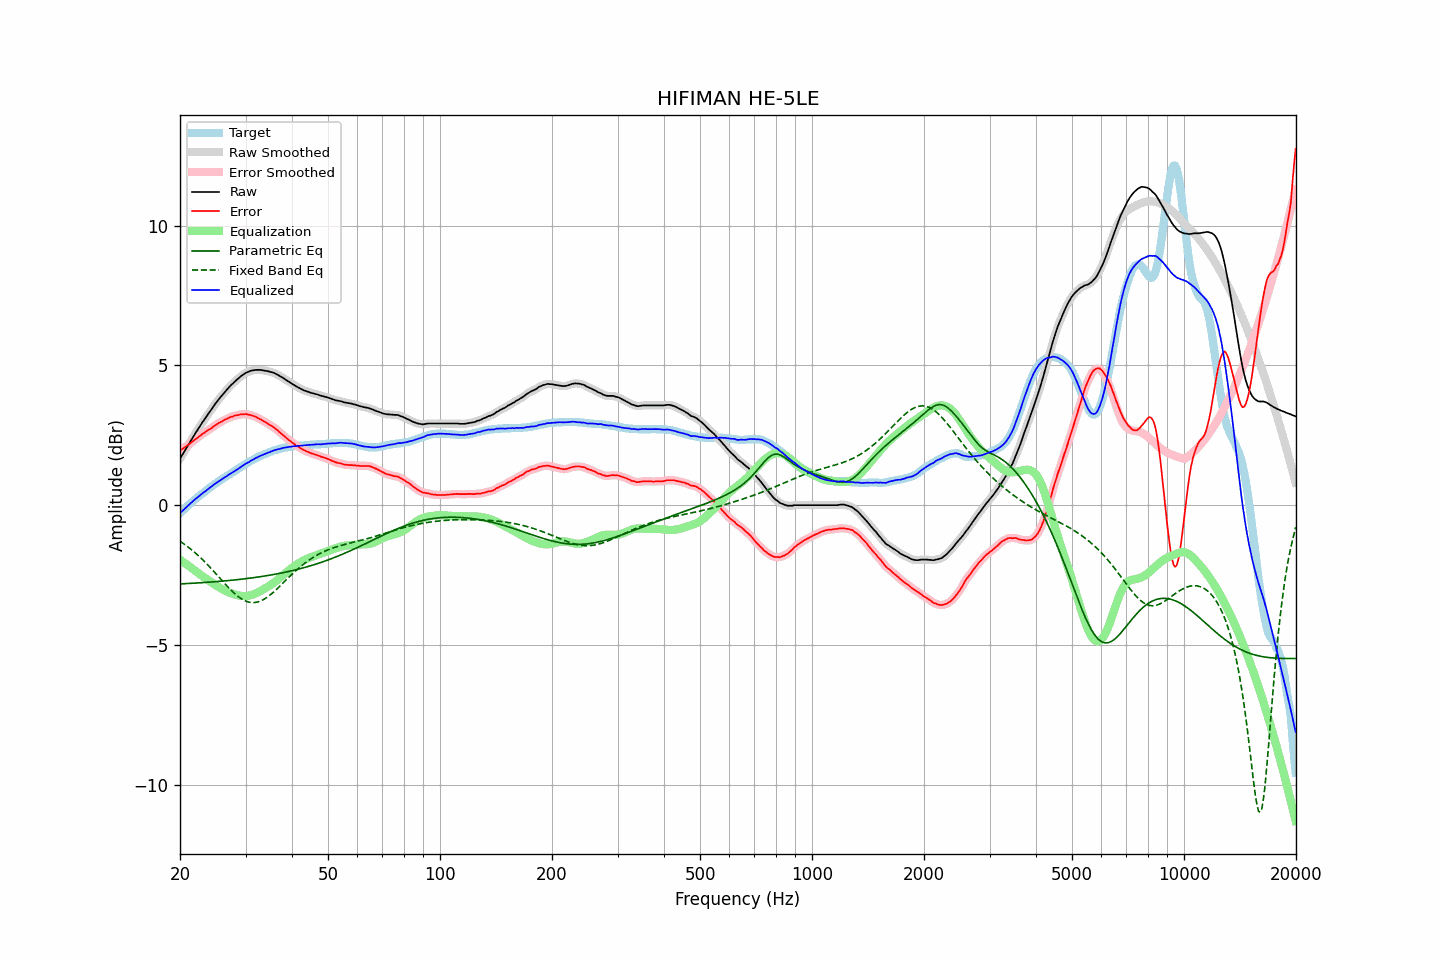 HIFIMAN HE-5LE
Target
Raw Smoothed
Error Smoothed
Raw
Error
Equalization
Parametric Eq
Fixed Band Eq
Equalized
10
5
0
−5
−10
Amplitude (dBr)
20 50 100 200 500 1000 2000 5000 10000 20000
Frequency (Hz)